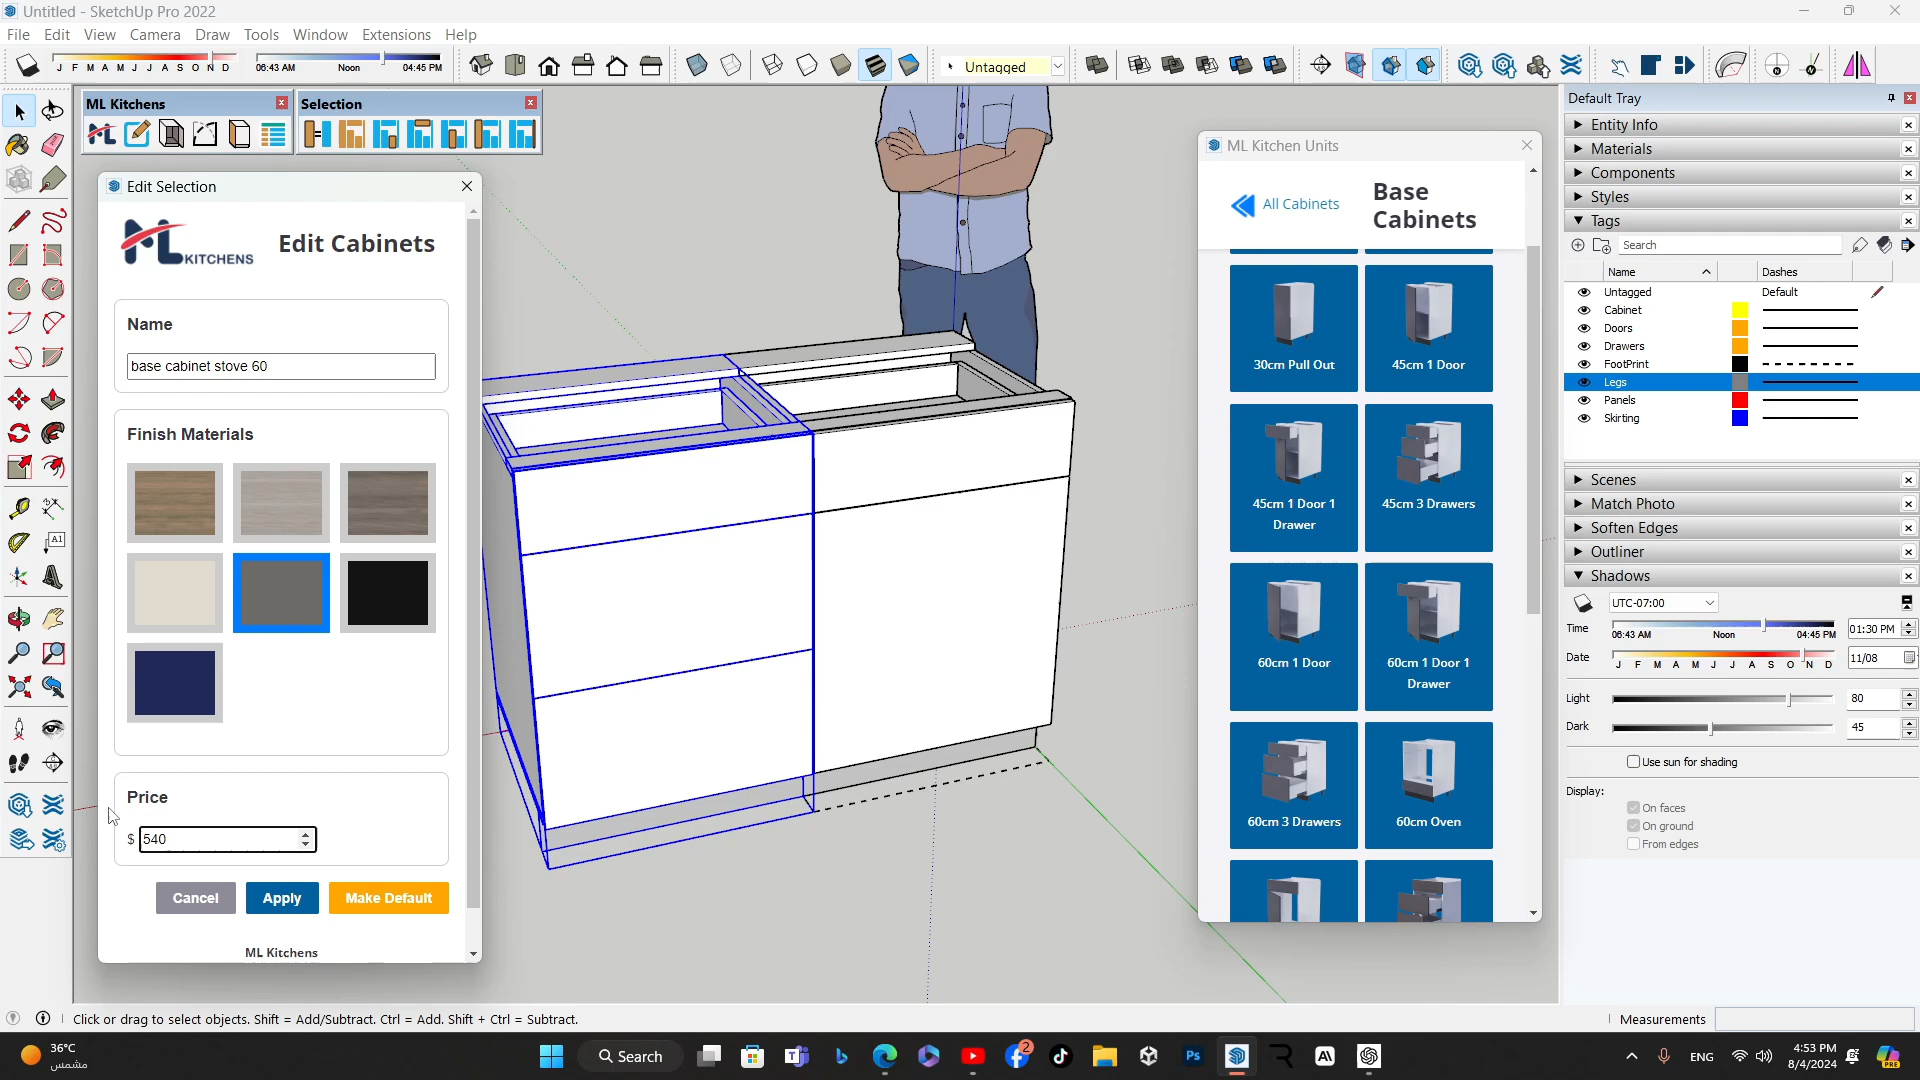 Untitled - SketchUp Pro 2022
File Edit View Camera Draw Tools Window Extensions Help
J F M A M J J A S O N D
06:43 AM Noon 04:45 PM
Untagged
ML Kitchens
Selection
Edit Selection
ML KITCHENS
Edit Cabinets
Name
base cabinet stove 60
Finish Materials
Price
$ 540
Cancel Apply Make Default
ML Kitchens
ML Kitchen Units
All Cabinets
Base
Cabinets
30cm Pull Out
45cm 1 Door
45cm 1 Door 1
Drawer
45cm 3 Drawers
60cm 1 Door
60cm 1 Door 1
Drawer
60cm 3 Drawers
60cm Oven
Default Tray
Entity Info
Materials
Components
Styles
Tags
Search
Name Dashes
Untagged Default
Cabinet
Doors
Drawers
FootPrint
Legs
Panels
Skirting
Scenes
Match Photo
Soften Edges
Outliner
Shadows
UTC-07:00
Time 06:43 AM Noon 04:45 PM 01:30 PM
Date J F M A M J J A S O N D 11/08
Light 80
Dark 45
Use sun for shading
Display:
On faces
On ground
From edges
Click or drag to select objects. Shift = Add/Subtract. Ctrl = Add. Shift + Ctrl = Subtract.
Measurements
36°C
مشمس
Search
2
Ps
ENG
4:53 PM
8/4/2024
PRE